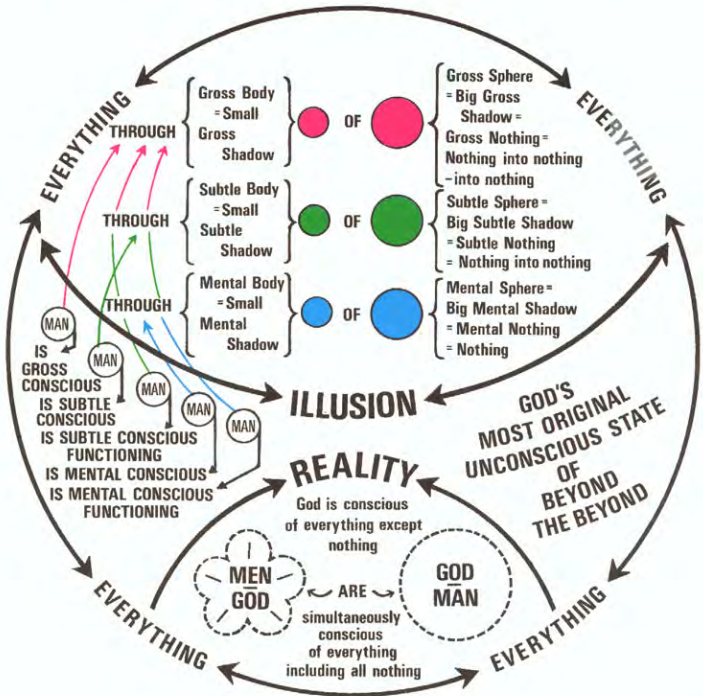 EVERYTHING
EVERYTHING
THROUGH
Gross Body
= Small
Gross
Shadow
OF
Gross Sphere
= Big Gross
Shadow =
Gross Nothing =
Nothing into nothing
– into nothing
THROUGH
Subtle Body
= Small
Subtle
Shadow
OF
Subtle Sphere =
Big Subtle Shadow
= Subtle Nothing
= Nothing into nothing
THROUGH
Mental Body
= Small
Mental
Shadow
OF
Mental Sphere =
Big Mental Shadow
= Mental Nothing
= Nothing
MAN
IS
GROSS
CONSCIOUS
MAN
IS SUBTLE
CONSCIOUS
MAN
IS SUBTLE CONSCIOUS
FUNCTIONING
MAN
IS MENTAL CONSCIOUS
MAN
IS MENTAL CONSCIOUS
FUNCTIONING
ILLUSION
GOD'S
MOST ORIGINAL
UNCONSCIOUS STATE
OF
BEYOND
THE BEYOND
REALITY
God is conscious
of everything except
nothing
MEN
GOD
ARE
GOD
MAN
simultaneously
conscious
of everything
including all nothing
EVERYTHING
EVERYTHING